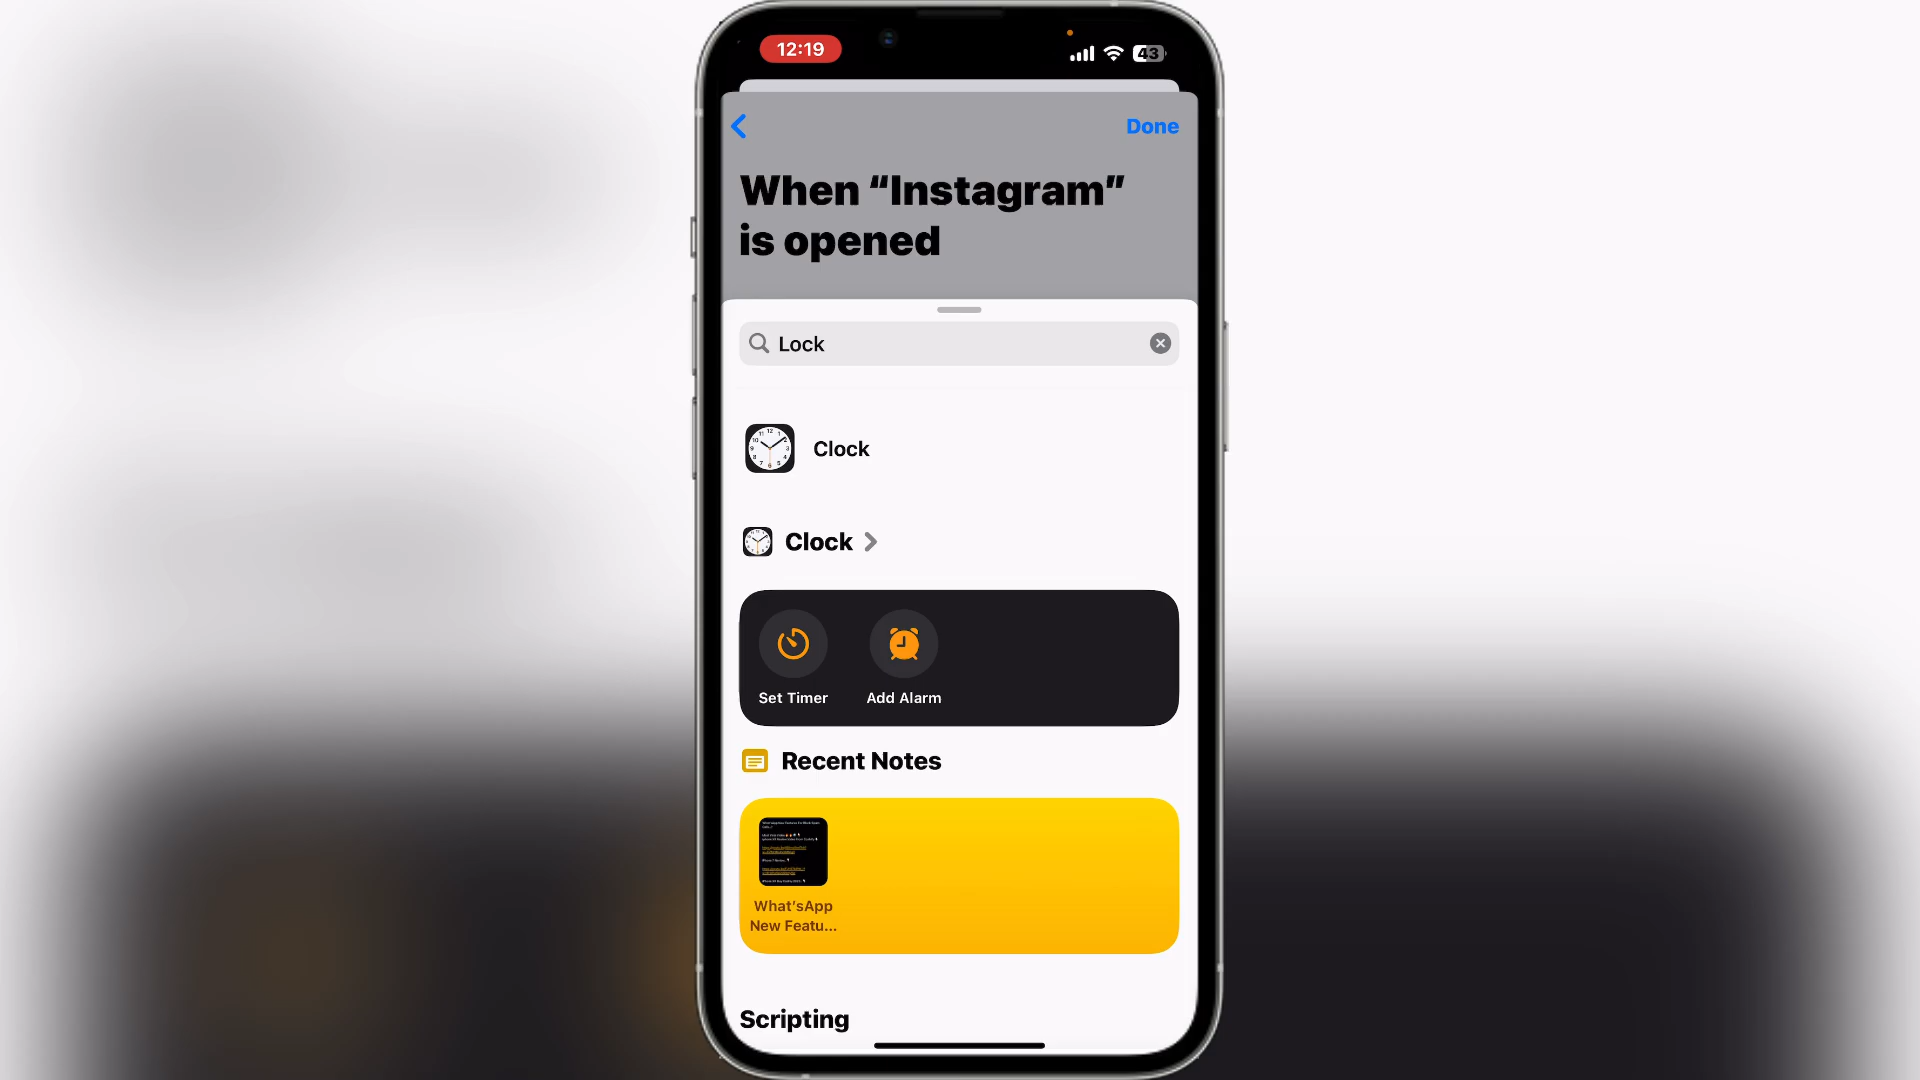 12:19
43
Done
When “Instagram”
is opened
Lock
Clock
Clock
Set Timer
Add Alarm
Recent Notes
What'sApp
New Featu...
Scripting